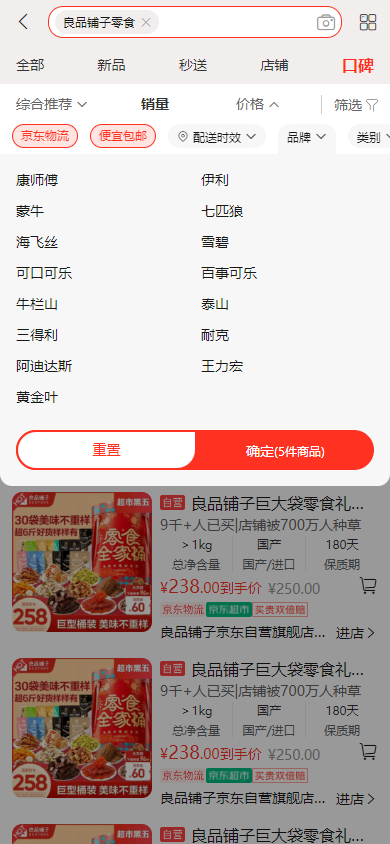 良品铺子零食
全部 新品 秒送 店铺 口碑
综合推荐 销量 价格 筛选
京东物流 便宜包邮 配送时效 品牌 类别
康师傅 伊利
蒙牛 七匹狼
海飞丝 雪碧
可口可乐 百事可乐
牛栏山 泰山
三得利 耐克
阿迪达斯 王力宏
黄金叶
重置 确定(5件商品)
良品铺子 超市黑五
30袋美味不重样
超6斤好货样样有
零食全家桶
258
.60
巨型桶装 美味不重样
自营 良品铺子巨大袋零食礼...
9千+人已买|店铺被700万人种草
> 1kg 国产 180天
总净含量 国产/进口 保质期
¥238.00到手价 ¥250.00
京东物流 京东超市 买贵双倍赔
良品铺子京东自营旗舰店... 进店
良品铺子 超市黑五
30袋美味不重样
超6斤好货样样有
零食全家桶
258
.60
巨型桶装 美味不重样
自营 良品铺子巨大袋零食礼...
9千+人已买|店铺被700万人种草
> 1kg 国产 180天
总净含量 国产/进口 保质期
¥238.00到手价 ¥250.00
京东物流 京东超市 买贵双倍赔
良品铺子京东自营旗舰店... 进店
良品铺子 超市黑五
自营 良品铺子巨大袋零食礼...